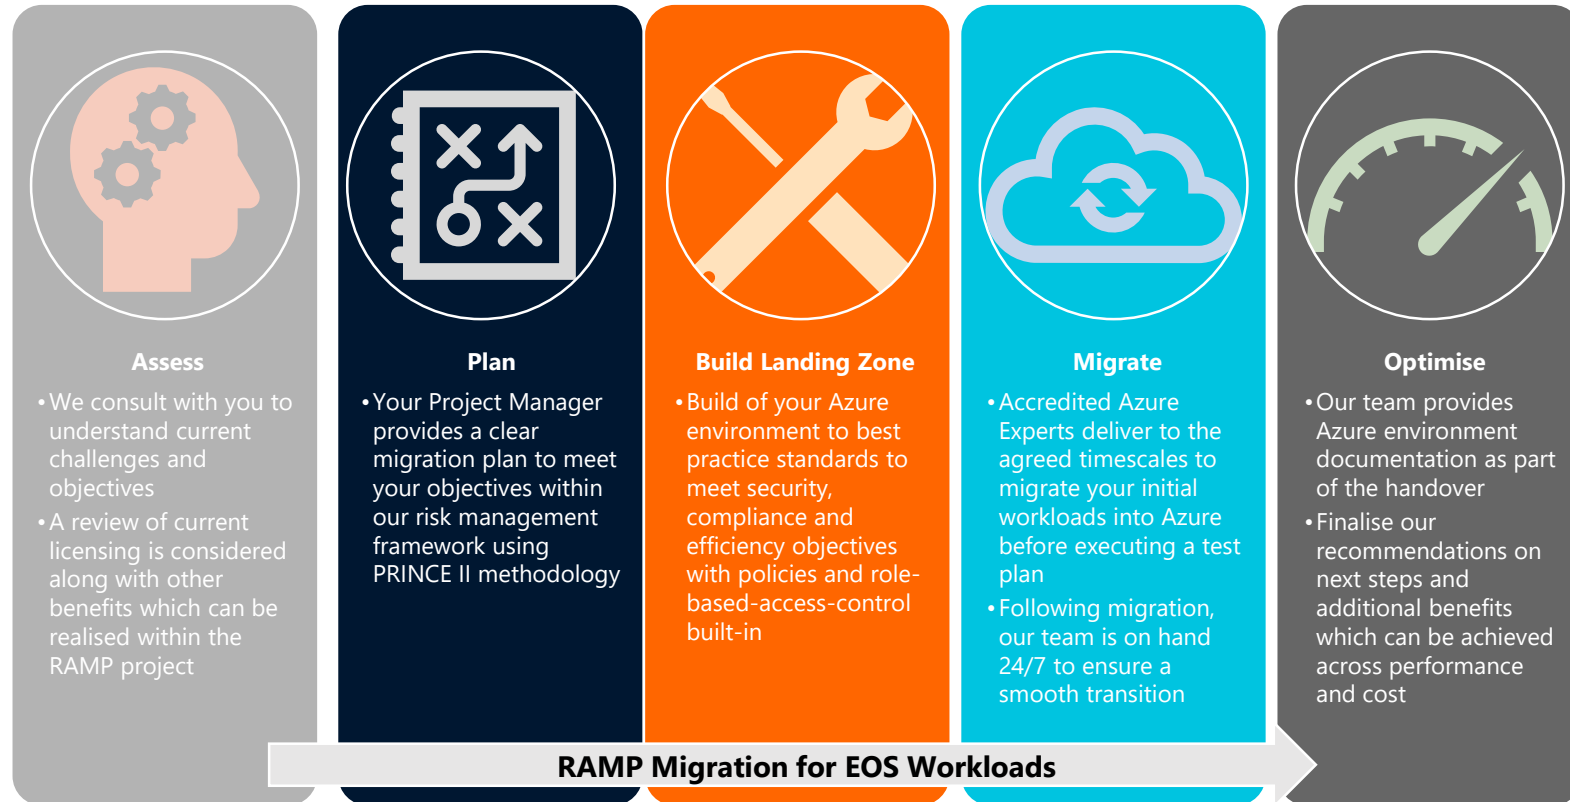 Assess
•We consult with you to
understand current
challenges and
objectives
•A review of current
licensing is considered
along with other
benefits which can be
realised within the
RAMP project
Plan
•Your Project Manager
provides a clear
migration plan to meet
your objectives within
our risk management
framework using
PRINCE II methodology
Build Landing Zone
•Build of your Azure
environment to best
practice standards to
meet security,
compliance and
efficiency objectives
with policies and role-
based-access-control
built-in
Migrate
•Accredited Azure
Experts deliver to the
agreed timescales to
migrate your initial
workloads into Azure
before executing a test
plan
•Following migration,
our team is on hand
24/7 to ensure a
smooth transition
Optimise
•Our team provides
Azure environment
documentation as part
of the handover
•Finalise our
recommendations on
next steps and
additional benefits
which can be achieved
across performance
and cost
RAMP Migration for EOS Workloads